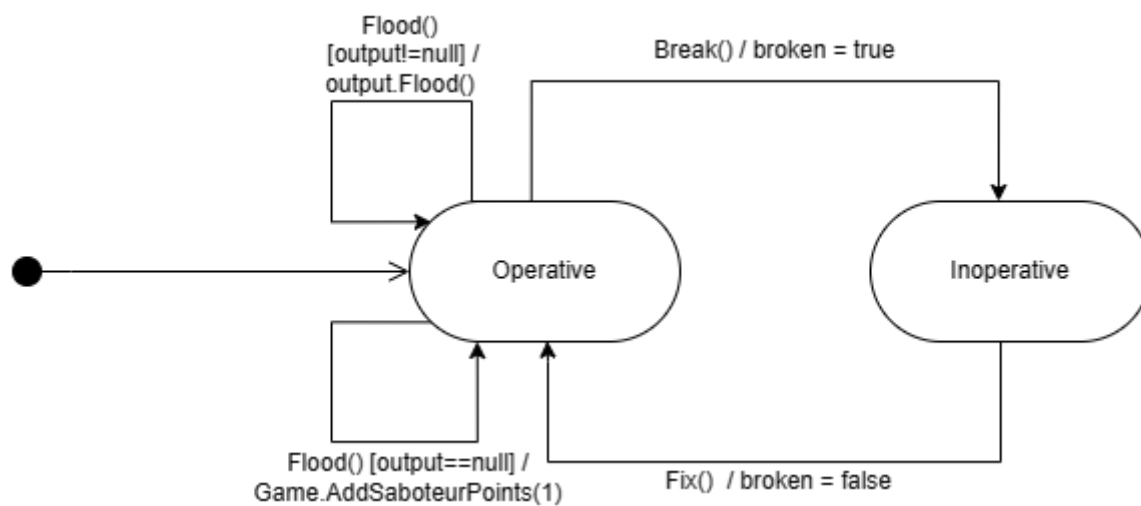 Flood()
[output!=null] /
output.Flood()
Break() / broken = true
Operative
Inoperative
Flood() [output==null] /
Game.AddSaboteurPoints(1)
Fix()  / broken = false